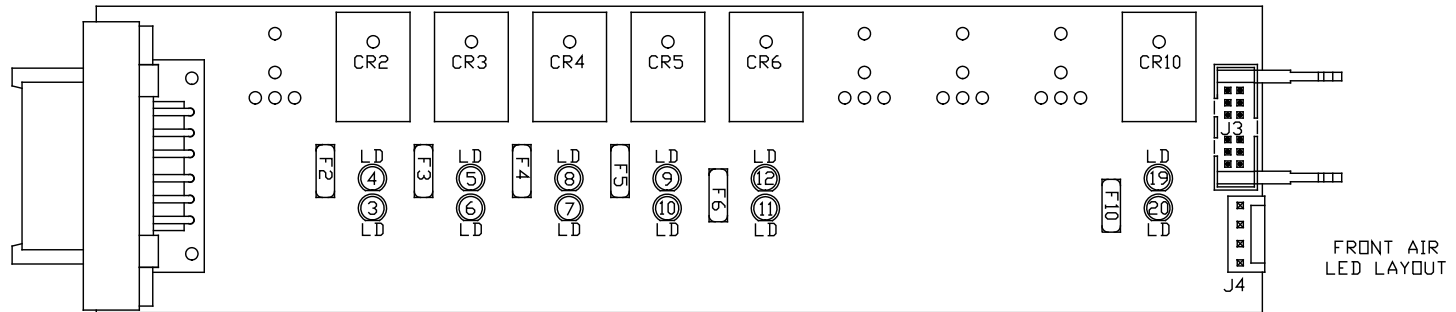 CR2 CR3 CR4 CR5 CR6 CR10
J3
LD LD LD LD LD LD
F2 4 F3 5 F4 8 F5 9 F6 12 F10 19
3 6 7 10 11 20
LD LD LD LD LD LD
FRONT AIR
LED LAYOUT
J4